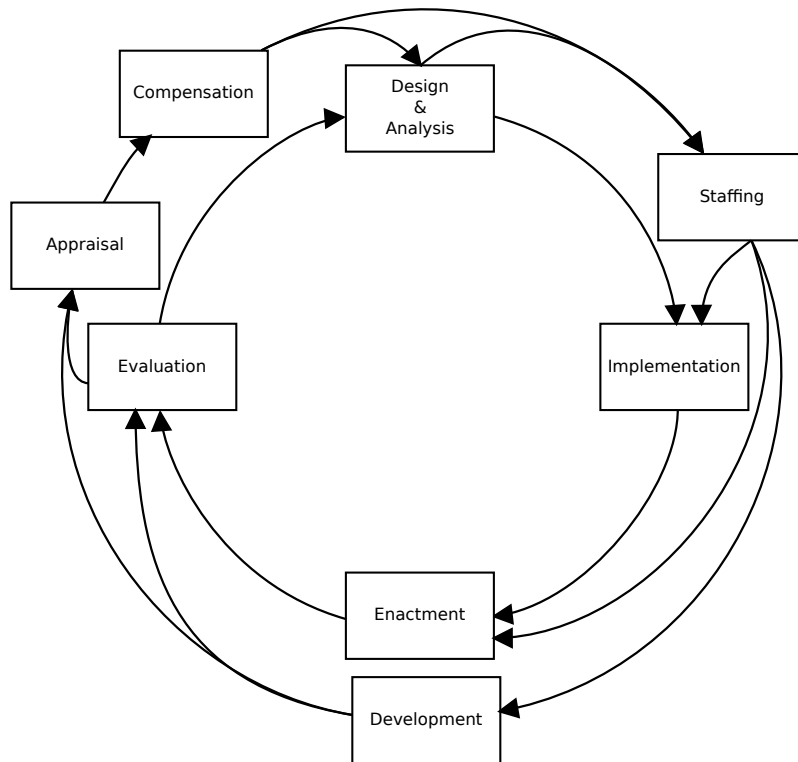 Compensation
Design
&
Analysis
Staffing
Appraisal
Evaluation
Implementation
Enactment
Development